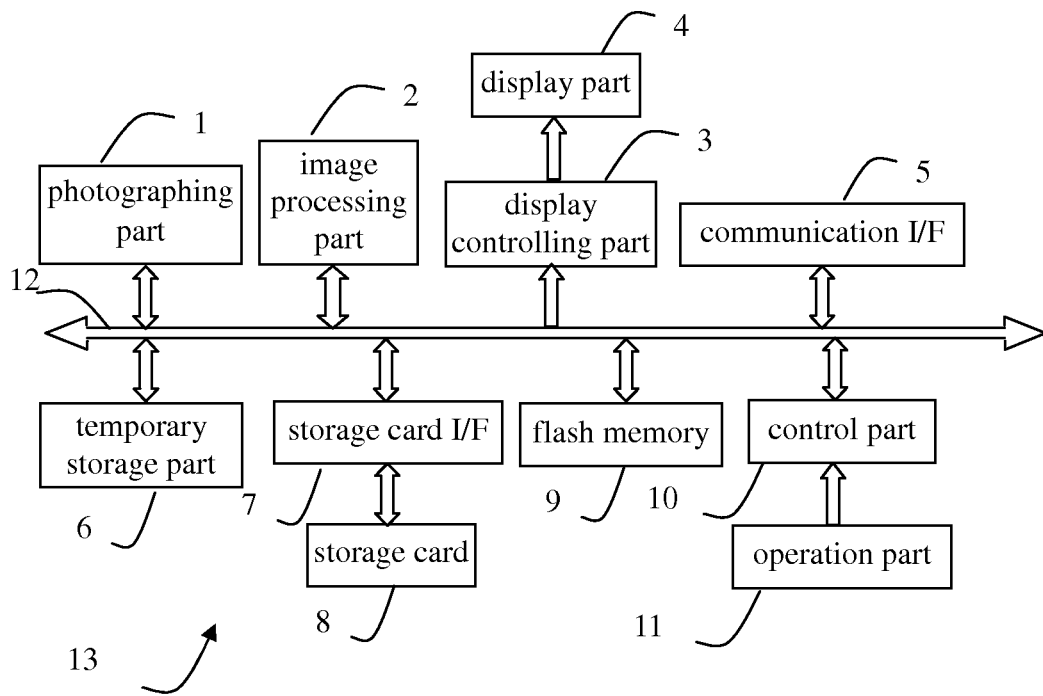 4
display part
1
2
3
5
photographing
part
image
processing
part
display
controlling part
communication I/F
12
temporary
storage part
storage card I/F
flash memory
control part
6
7
9
10
storage card
operation part
8
11
13